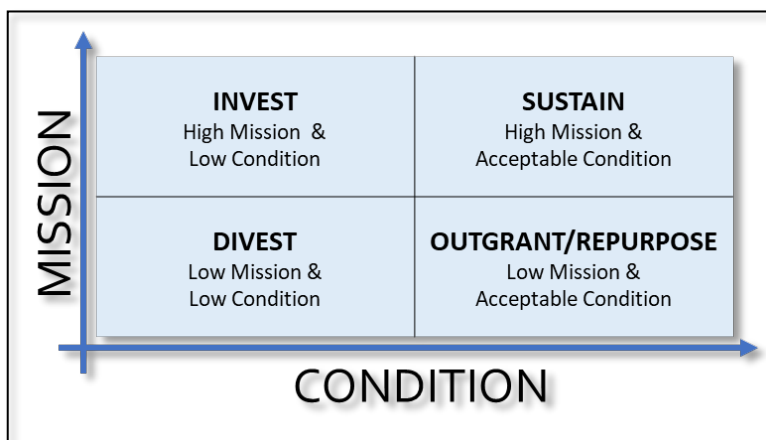 MISSION
INVEST
High Mission &
Low Condition
SUSTAIN
High Mission &
Acceptable Condition
DIVEST
Low Mission &
Low Condition
OUTGRANT/REPURPOSE
Low Mission &
Acceptable Condition
CONDITION